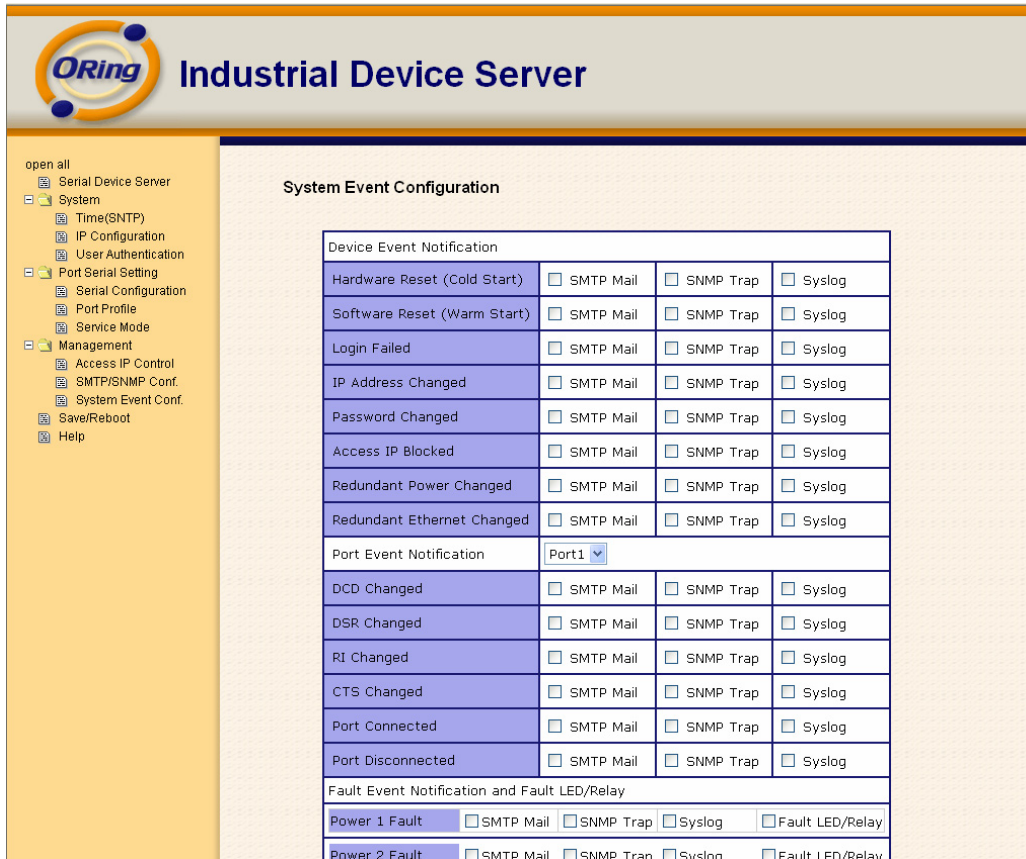 ORing
Industrial Device Server
open all
Serial Device Server
System
Time(SNTP)
IP Configuration
User Authentication
Port Serial Setting
Serial Configuration
Port Profile
Service Mode
Management
Access IP Control
SMTP/SNMP Conf.
System Event Conf.
Save/Reboot
Help
System Event Configuration
Device Event Notification
Hardware Reset (Cold Start) SMTP Mail SNMP Trap Syslog
Software Reset (Warm Start) SMTP Mail SNMP Trap Syslog
Login Failed SMTP Mail SNMP Trap Syslog
IP Address Changed SMTP Mail SNMP Trap Syslog
Password Changed SMTP Mail SNMP Trap Syslog
Access IP Blocked SMTP Mail SNMP Trap Syslog
Redundant Power Changed SMTP Mail SNMP Trap Syslog
Redundant Ethernet Changed SMTP Mail SNMP Trap Syslog
Port Event Notification Port1
DCD Changed SMTP Mail SNMP Trap Syslog
DSR Changed SMTP Mail SNMP Trap Syslog
RI Changed SMTP Mail SNMP Trap Syslog
CTS Changed SMTP Mail SNMP Trap Syslog
Port Connected SMTP Mail SNMP Trap Syslog
Port Disconnected SMTP Mail SNMP Trap Syslog
Fault Event Notification and Fault LED/Relay
Power 1 Fault SMTP Mail SNMP Trap Syslog Fault LED/Relay
Power 2 Fault SMTP Mail SNMP Trap Syslog Fault LED/Relay